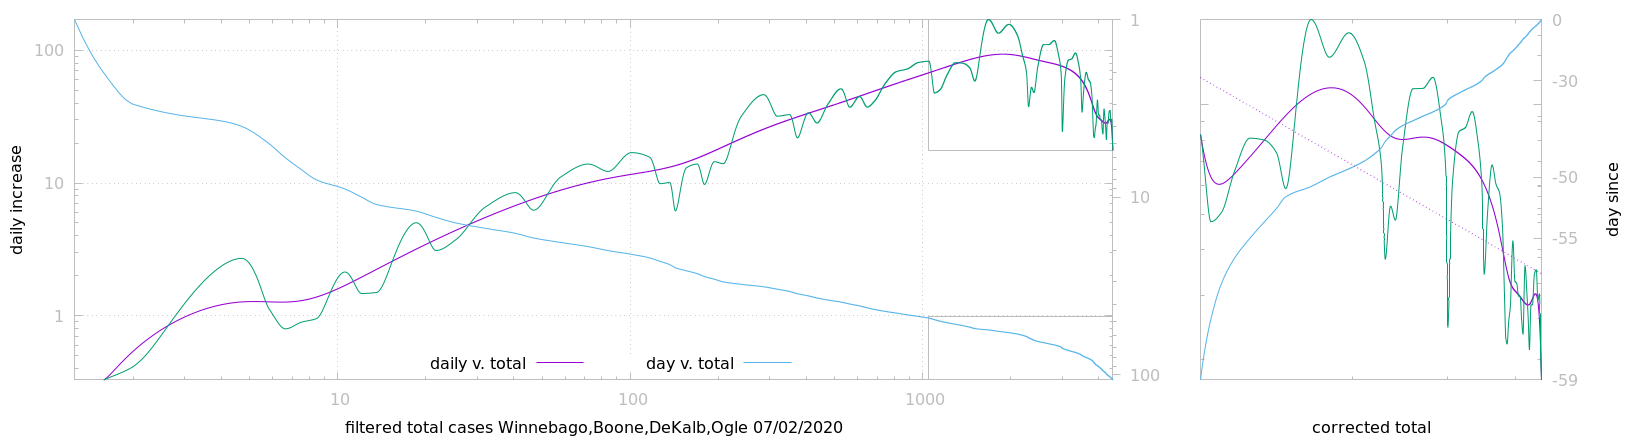 100
10
1
daily increase
1
10
100
daily v. total
day v. total
10
100
1000
filtered total cases Winnebago,Boone,DeKalb,Ogle 07/02/2020
0
-30
-50
-55
-59
day since
corrected total